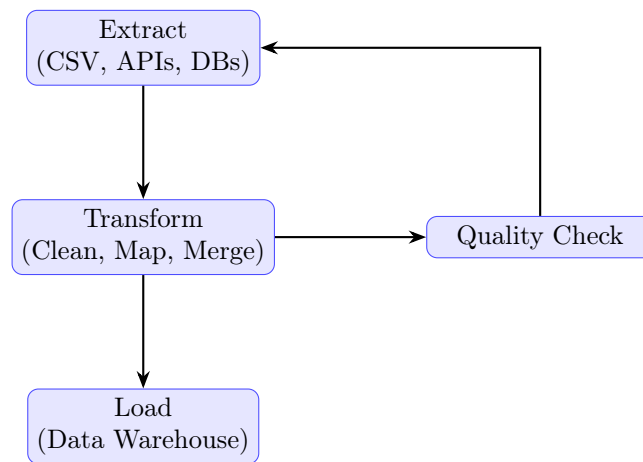 Extract
(CSV, APIs, DBs)
Transform
(Clean, Map, Merge)
Quality Check
Load
(Data Warehouse)